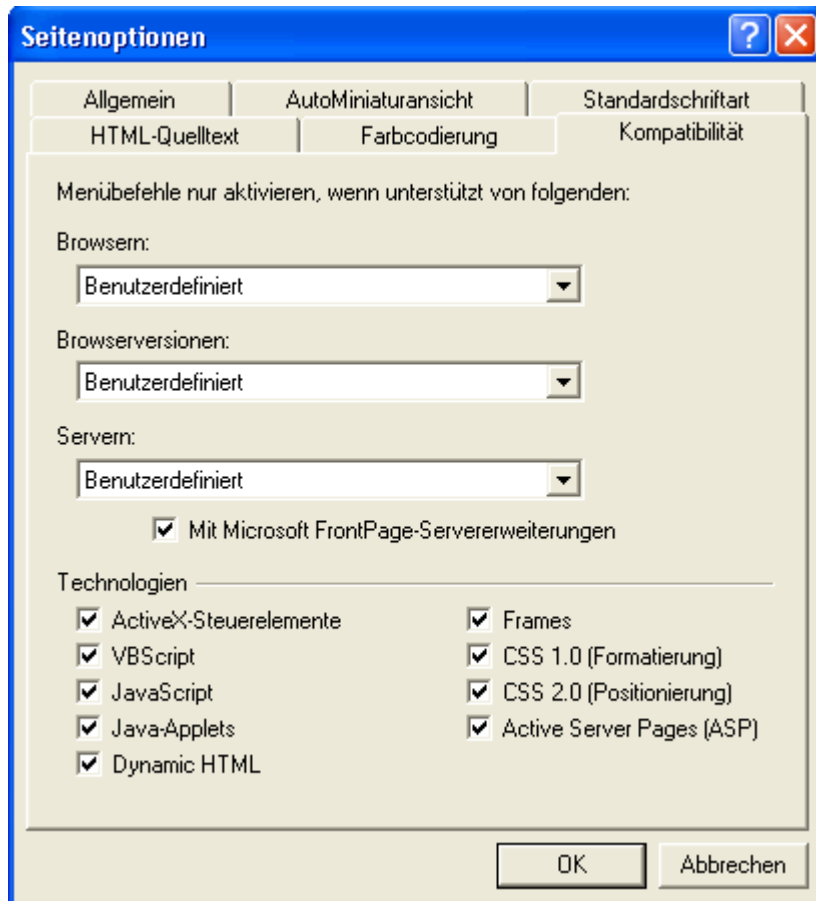 Seitenoptionen
Allgemein AutoMiniaturansicht Standardschriftart
HTML-Quelltext Farbcodierung Kompatibilität
Menübefehle nur aktivieren, wenn unterstützt von folgenden:
Browsern:
Benutzerdefiniert
Browserversionen:
Benutzerdefiniert
Servern:
Benutzerdefiniert
Mit Microsoft FrontPage-Servererweiterungen
Technologien
ActiveX-Steuerelemente
VBScript
JavaScript
Java-Applets
Dynamic HTML
Frames
CSS 1.0 (Formatierung)
CSS 2.0 (Positionierung)
Active Server Pages (ASP)
OK Abbrechen